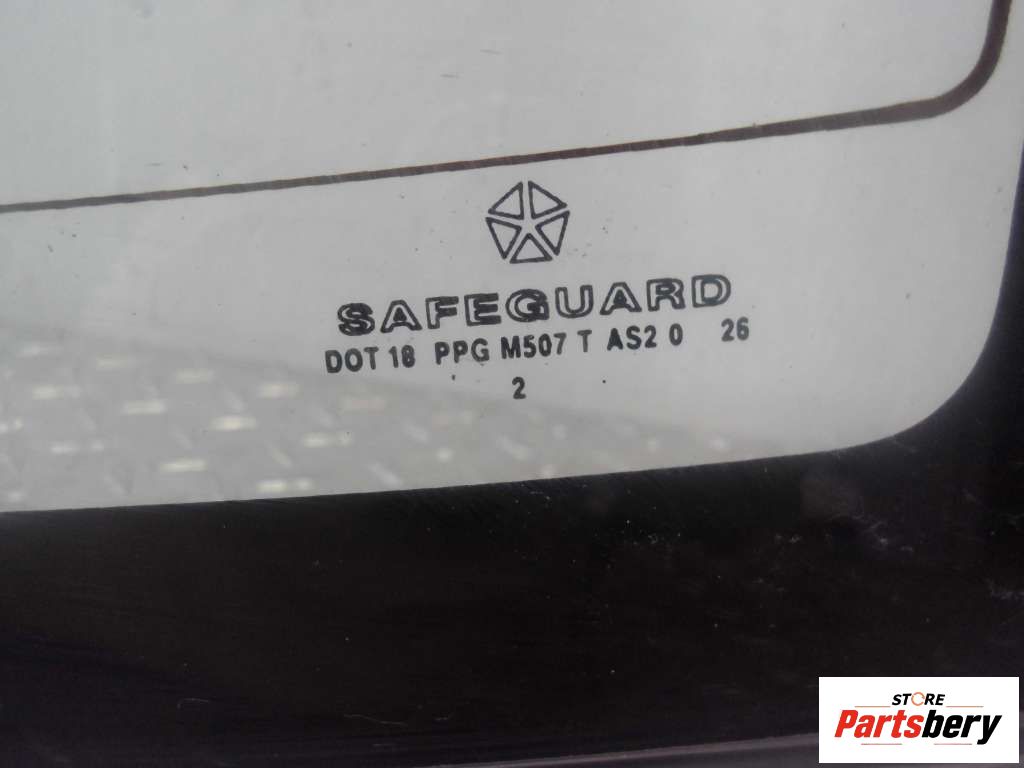 SAFEGUARD
DOT 18 PPG M507 T AS2 0 26
2
STORE
Partsbery